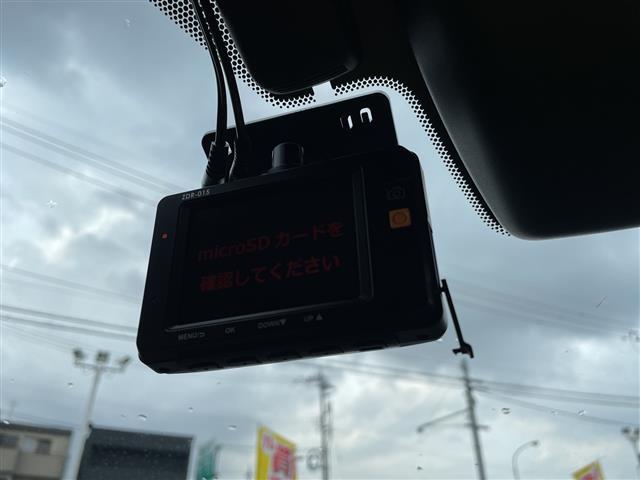 ZDR-015
microSD カードを
確認してください
MENU/⮌
OK
DOWN▼
UP▲